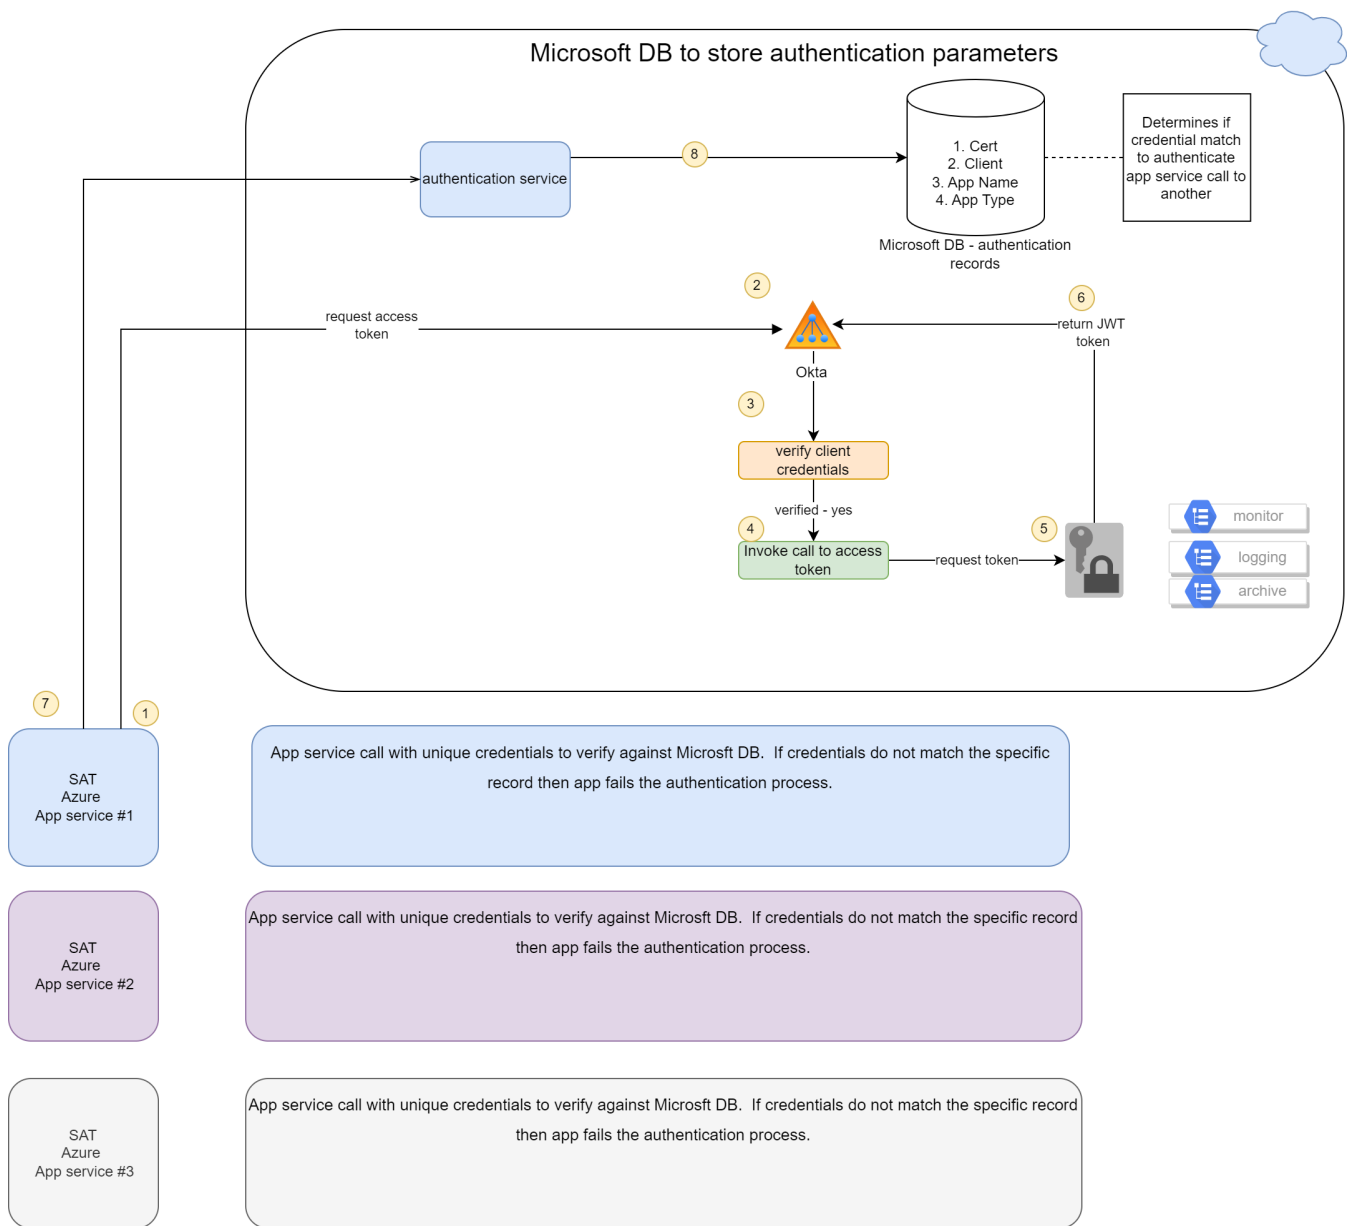 Microsoft DB to store authentication parameters
1. Cert
2. Client
3. App Name
4. App Type
Determines if
credential match
to authenticate
app service call to
another
8
authentication service
Microsoft DB - authentication
records
2
6
request access
token
return JWT
token
Okta
3
verify client
credentials
verified - yes
4
5
Invoke call to access
token
request token
monitor
logging
archive
7
1
SAT
Azure
App service #1
App service call with unique credentials to verify against Microsft DB. If credentials do not match the specific
record then app fails the authentication process.
SAT
Azure
App service #2
App service call with unique credentials to verify against Microsft DB. If credentials do not match the specific record
then app fails the authentication process.
SAT
Azure
App service #3
App service call with unique credentials to verify against Microsft DB. If credentials do not match the specific record
then app fails the authentication process.